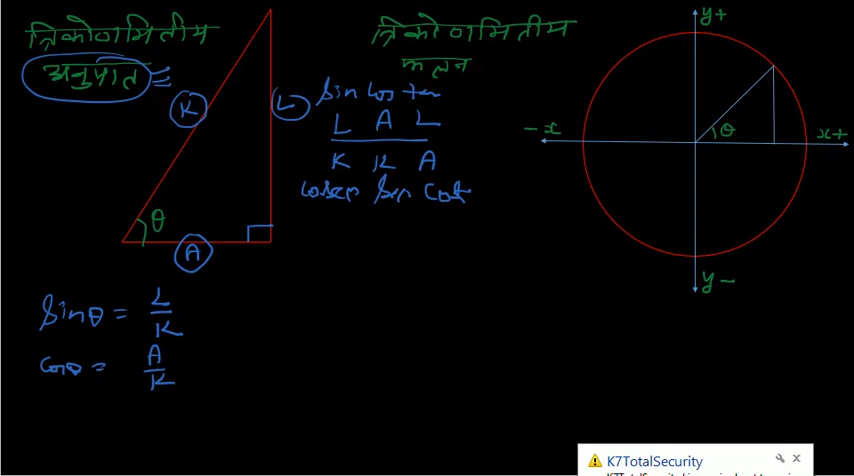 त्रिकोणमितीय
अनुपात
K
L
θ
A
sinθ = L/K
cosθ = A/K
त्रिकोणमितीय
फलन
Sin Cos tan
L A L
K K A
Cosec Sec Cot
y+
-x
θ
x+
y-
K7TotalSecurity